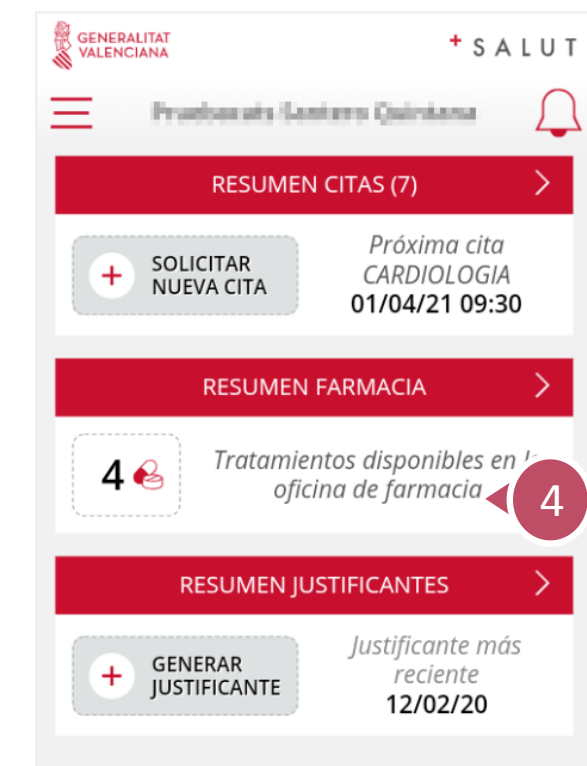 GENERALITAT
VALENCIANA
+SALUT
RESUMEN CITAS (7)
SOLICITAR
NUEVA CITA
Próxima cita
CARDIOLOGIA
01/04/21 09:30
RESUMEN FARMACIA
4
Tratamientos disponibles en
oficina de farmacia
4
RESUMEN JUSTIFICANTES
GENERAR
JUSTIFICANTE
Justificante más
reciente
12/02/20